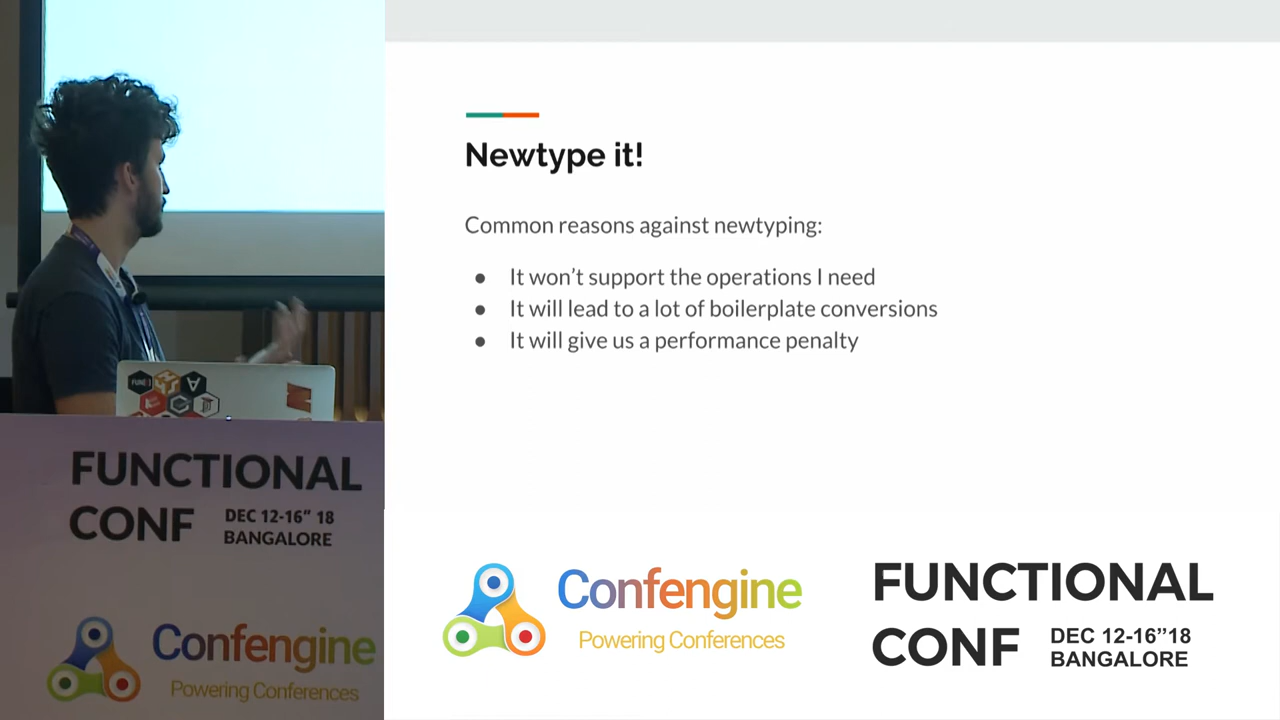 Newtype it!
Common reasons against newtyping:
● It won't support the operations I need
● It will lead to a lot of boilerplate conversions
● It will give us a performance penalty
FUNCTIONAL
CONF DEC 12-16" 18
BANGALORE
Confengine
Powering Conferences
Confengine
Powering Conferences
FUNCTIONAL
CONF DEC 12-16”18
BANGALORE